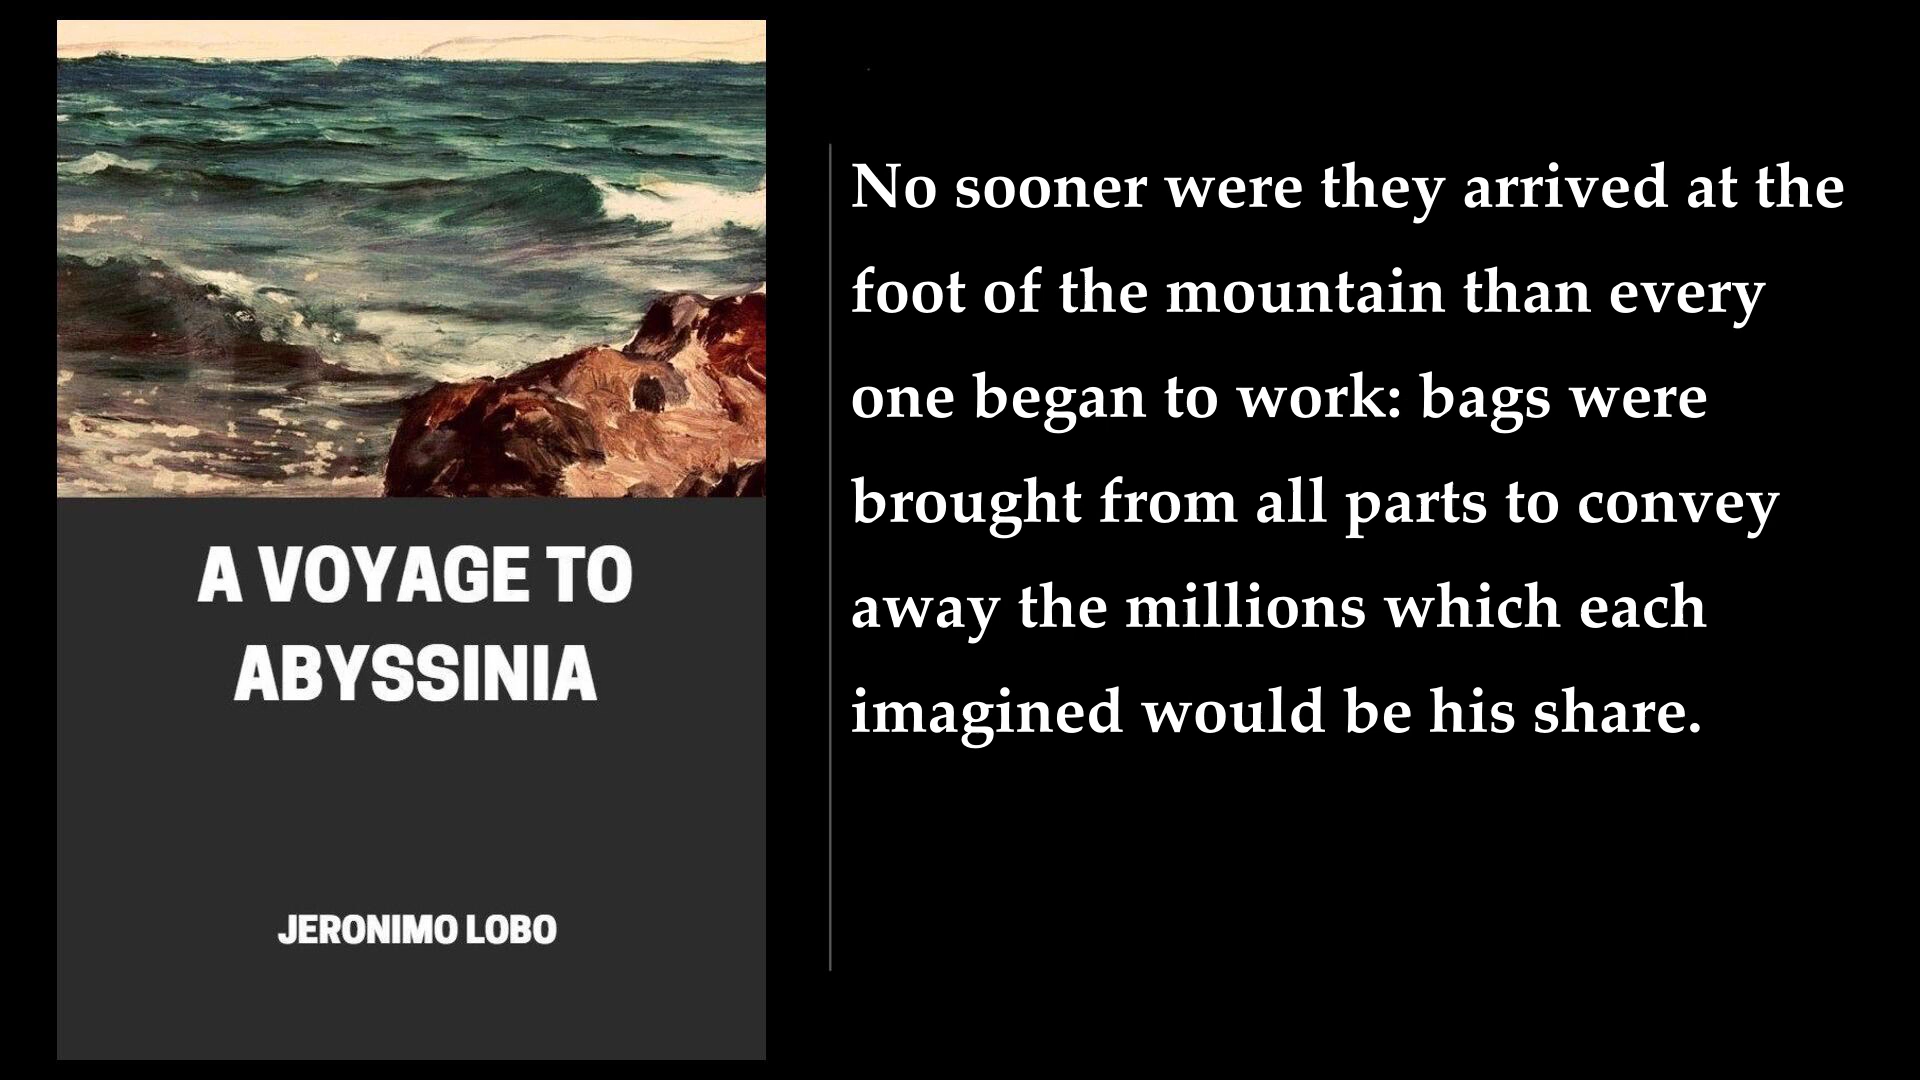 A VOYAGE TO
ABYSSINIA
JERONIMO LOBO
No sooner were they arrived at the
foot of the mountain than every
one began to work: bags were
brought from all parts to convey
away the millions which each
imagined would be his share.